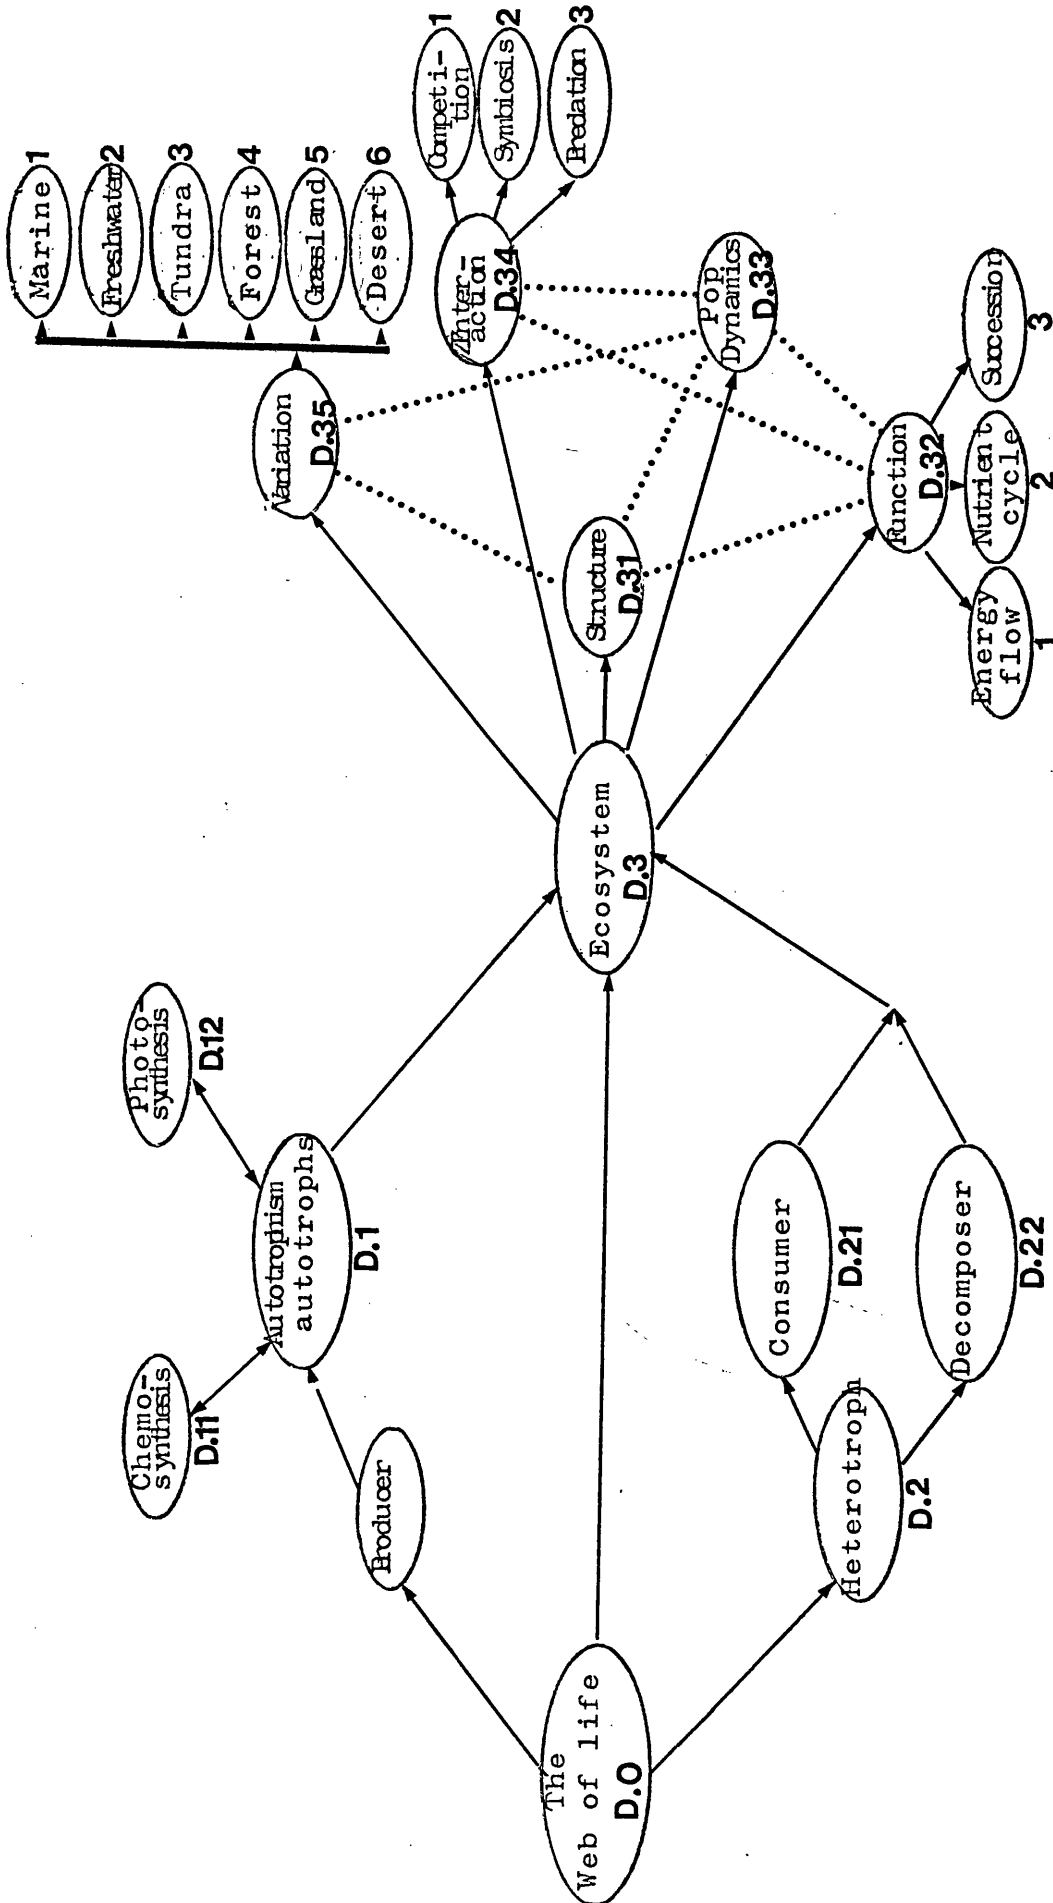 Marine
1
Freshwater
2
Tundra
3
Forest
4
Grassland
5
Desert
6
Variation
D.35
Competi-
tion
1
Symbiosis
2
Predation
3
Inter-
action
D.34
Pop
Dynamics
D.33
Structure
D.31
Function
D.32
Energy
flow
1
Nutrient
cycle
2
Succession
3
Ecosystem
D.3
Photo-
synthesis
D.12
Chemo-
synthesis
D.11
Autotrophism
autotrophs
D.1
Producer
The
Web of life
D.O
Heterotroph
D.2
Consumer
D.21
Decomposer
D.22